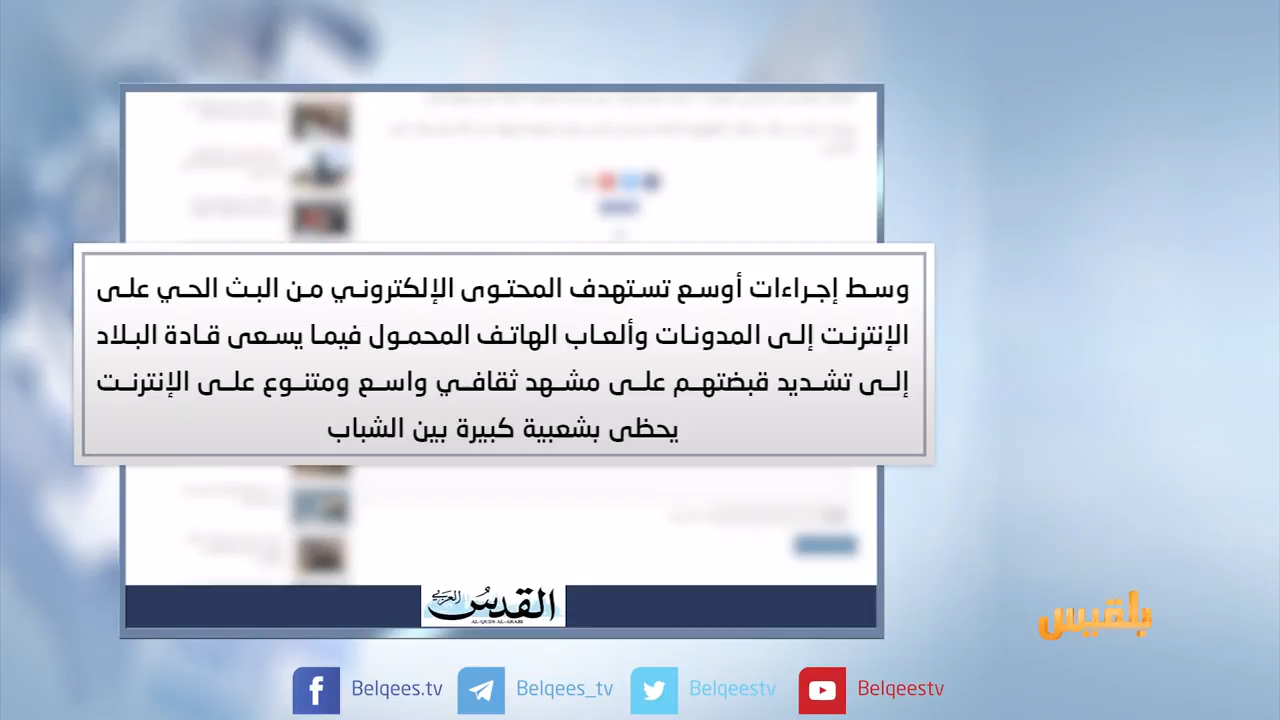 وسط إجراءات أوسع تستهدف المحتوى الإلكتروني من البث الحي على
الإنترنت إلى المدونات وألعاب الهاتف المحمول فيما يسعى قادة البلاد
إلى تشديد قبضتهم على مشهد ثقافي واسع ومتنوع على الإنترنت
يحظى بشعبية كبيرة بين الشباب
القدس العربي
AL-QUDS AL-ARABI
بلقيس
Belqees.tv
Belqees_tv
Belqeestv
Belqeestv